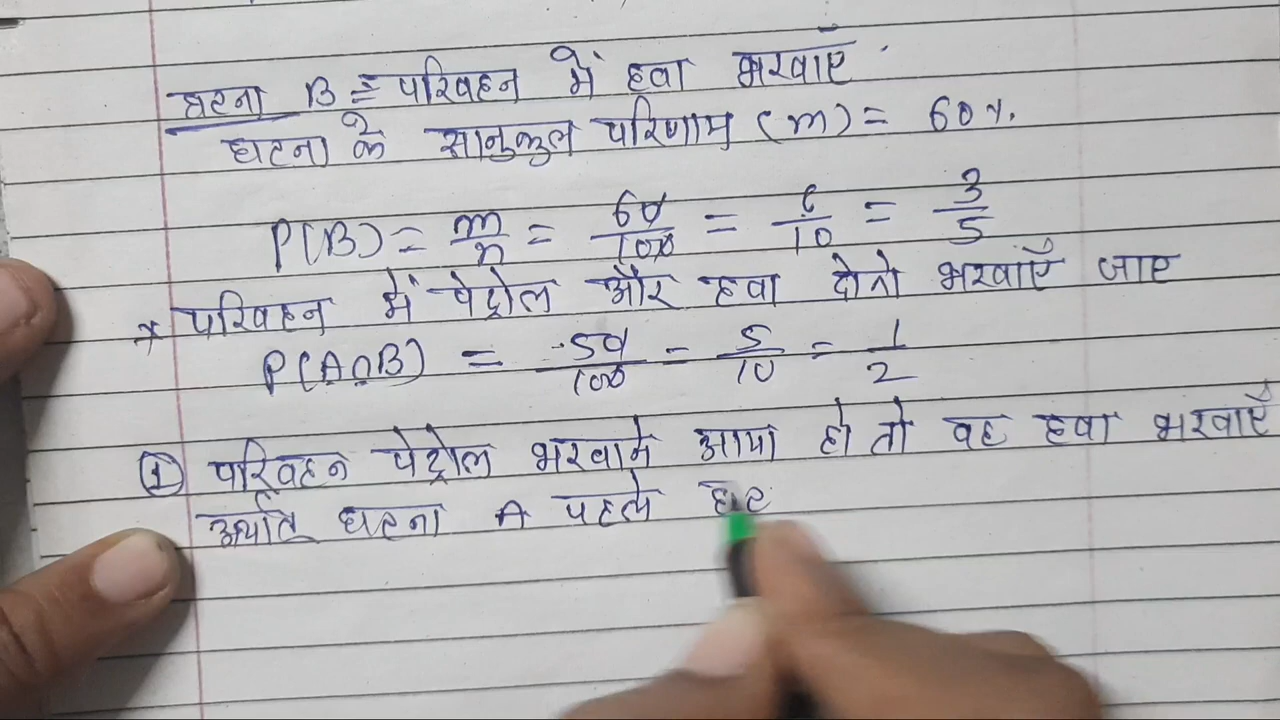 घटना B = परिवहन में हवा भरवाएँ.
घटना के सानुकुल परिणाम (m) = 60%.
P(B) = m/n = 60/100 = 6/10 = 3/5
* परिवहन में पेट्रोल और हवा दोनो भरवाएँ जाए
P(A∩B) = 50/100 = 5/10 = 1/2
① परिवहन पेट्रोल भरवाने आया हो तो वह हवा भरवाएँ
अर्थात् घटना A पहले घट